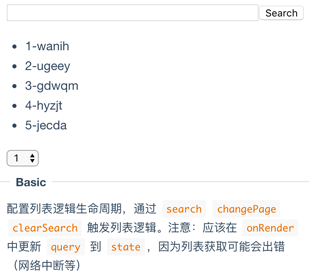 Search
1-wanih
2-ugeey
3-gdwqm
4-hyzjt
5-jecda
1
Basic
配置列表逻辑生命周期，通过 search changePage
clearSearch 触发列表逻辑。注意：应该在 onRender
中更新 query 到 state ，因为列表获取可能会出错
（网络中断等）